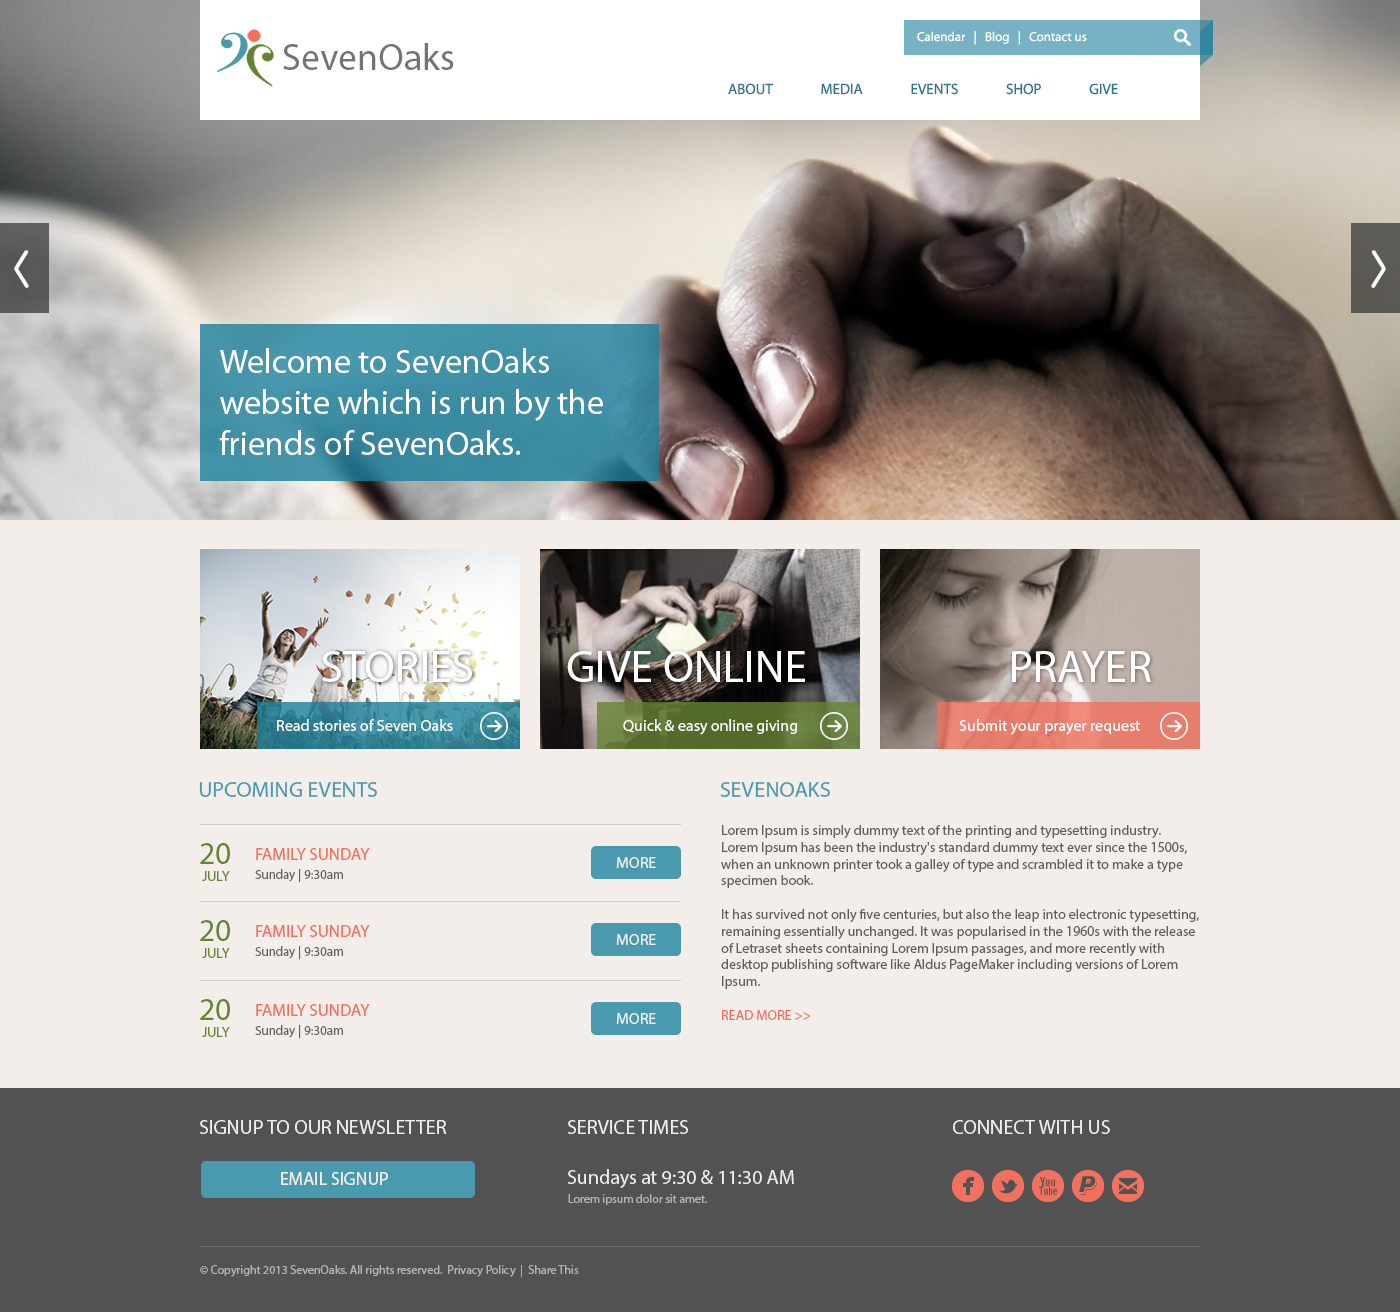 SevenOaks
Calendar | Blog | Contact us
ABOUT MEDIA EVENTS SHOP GIVE
Welcome to SevenOaks
website which is run by the
friends of SevenOaks.
STORIES
Read stories of Seven Oaks
GIVE ONLINE
Quick & easy online giving
PRAYER
Submit your prayer request
UPCOMING EVENTS
20
JULY
FAMILY SUNDAY
Sunday | 9:30am
MORE
20
JULY
FAMILY SUNDAY
Sunday | 9:30am
MORE
20
JULY
FAMILY SUNDAY
Sunday | 9:30am
MORE
SEVENOAKS
Lorem Ipsum is simply dummy text of the printing and typesetting industry.
Lorem Ipsum has been the industry's standard dummy text ever since the 1500s,
when an unknown printer took a galley of type and scrambled it to make a type
specimen book.
It has survived not only five centuries, but also the leap into electronic typesetting,
remaining essentially unchanged. It was popularised in the 1960s with the release
of Letraset sheets containing Lorem Ipsum passages, and more recently with
desktop publishing software like Aldus PageMaker including versions of Lorem
Ipsum.
READ MORE >>
SIGNUP TO OUR NEWSLETTER
EMAIL SIGNUP
SERVICE TIMES
Sundays at 9:30 & 11:30 AM
Lorem ipsum dolor sit amet.
CONNECT WITH US
You
Tube
© Copyright 2013 SevenOaks. All rights reserved. Privacy Policy | Share This